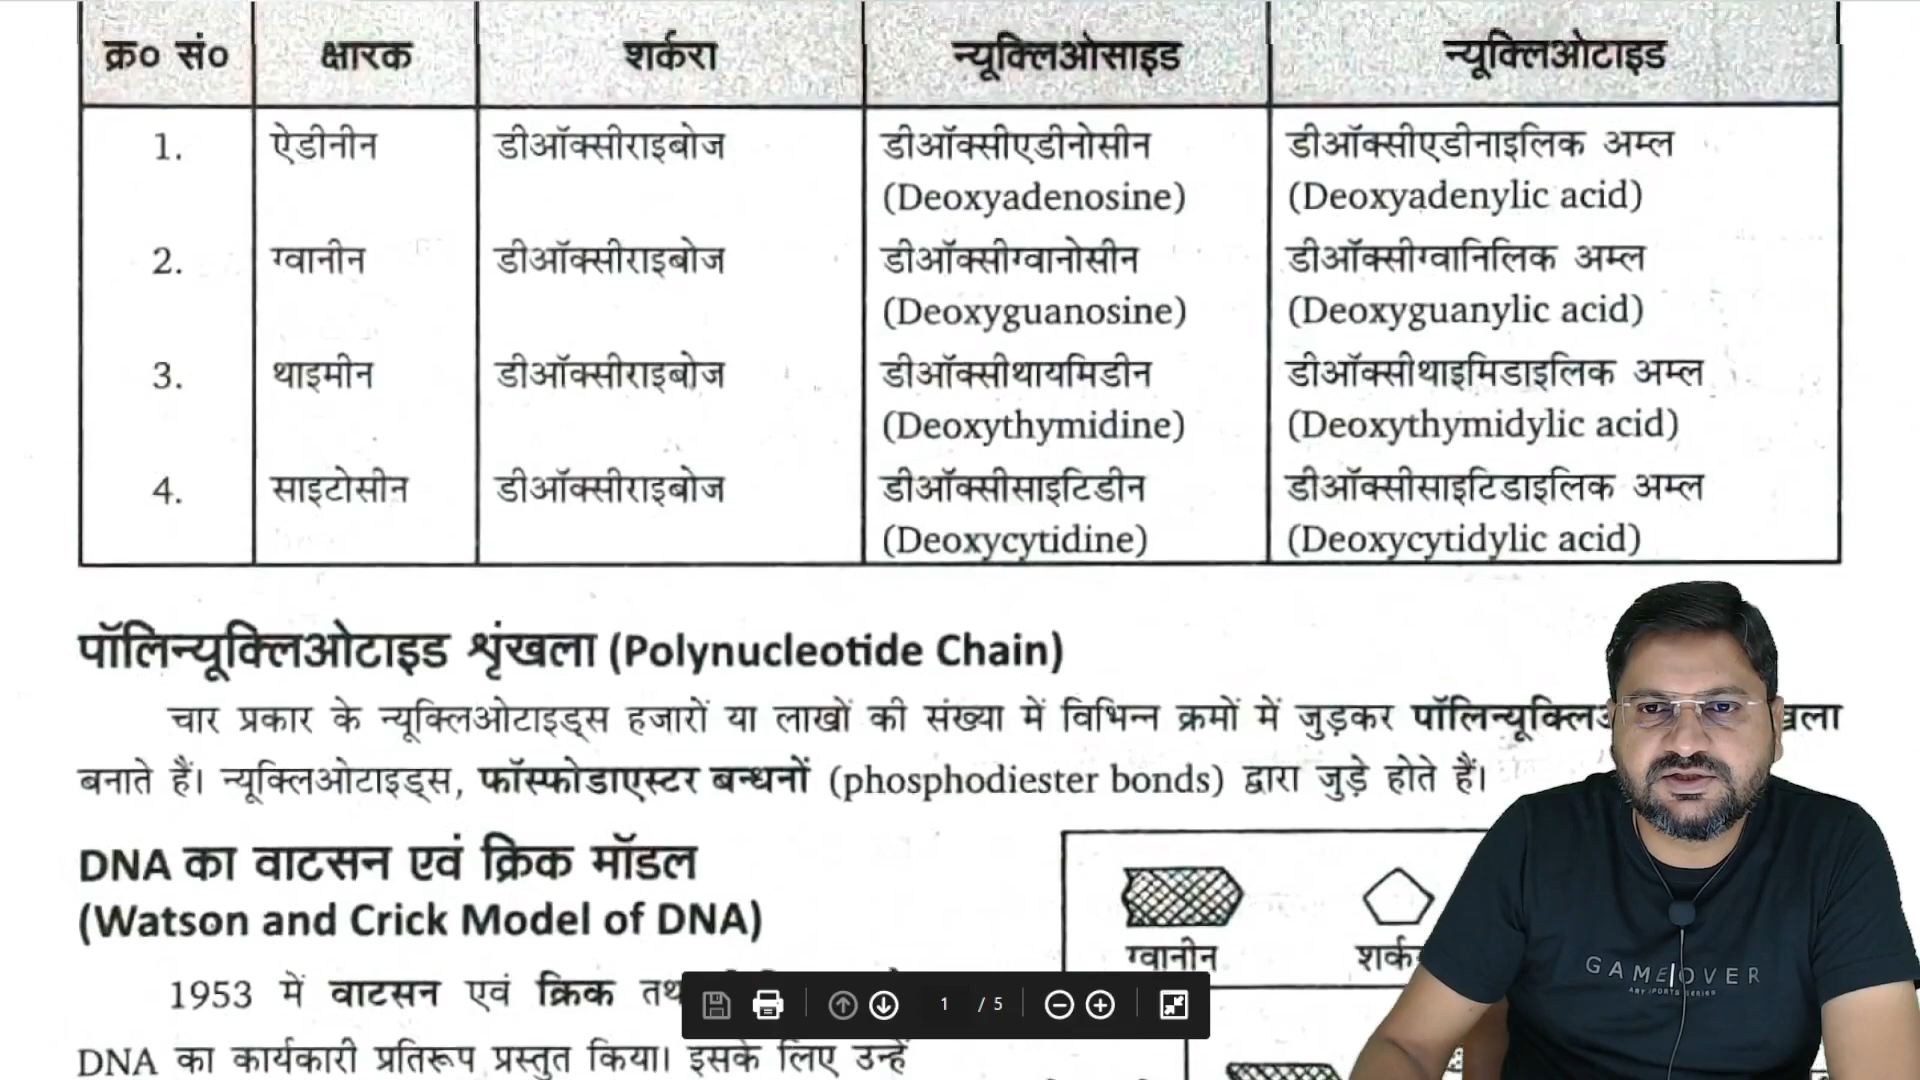 क्र० सं० क्षारक शर्करा न्यूक्लिओसाइड न्यूक्लिओटाइड
1. ऐडीनीन डीऑक्सीराइबोज डीऑक्सीएडीनोसीन डीऑक्सीएडीनाइलिक अम्ल
(Deoxyadenosine) (Deoxyadenylic acid)
2. ग्वानीन डीऑक्सीराइबोज डीऑक्सीग्वानोसीन डीऑक्सीग्वानिलिक अम्ल
(Deoxyguanosine) (Deoxyguanylic acid)
3. थाइमीन डीऑक्सीराइबोज डीऑक्सीथायमिडीन डीऑक्सीथाइमिडाइलिक अम्ल
(Deoxythymidine) (Deoxythymidylic acid)
4. साइटोसीन डीऑक्सीराइबोज डीऑक्सीसाइटिडीन डीऑक्सीसाइटिडाइलिक अम्ल
(Deoxycytidine) (Deoxycytidylic acid)
पॉलिन्यूक्लिओटाइड श्रृंखला (Polynucleotide Chain)
चार प्रकार के न्यूक्लिओटाइड्स हजारों या लाखों की संख्या में विभिन्न क्रमों में जुड़कर
बनाते हैं। न्यूक्लिओटाइड्स, फॉस्फोडाएस्टर बन्धनों (phosphodiester bonds) द्वारा जुड़े होते हैं।
DNA का वाटसन एवं क्रिक मॉडल
(Watson and Crick Model of DNA)
ग्वानीन
1953 में वाटसन एवं क्रिक
DNA का कार्यकारी प्रतिरूप प्रस्तुत किया। इसके लिए उन्हें
1 / 5
GAME OVER